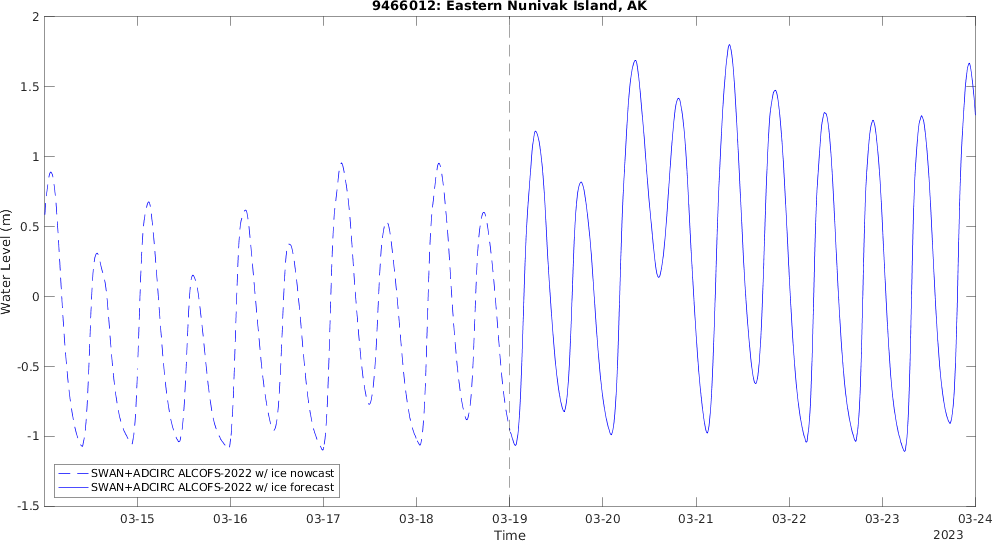 9466012: Eastern Nunivak Island, AK
2
1.5
1
0.5
0
-0.5
-1
-1.5
Water Level (m)
SWAN+ADCIRC ALCOFS-2022 w/ ice nowcast
SWAN+ADCIRC ALCOFS-2022 w/ ice forecast
03-15 03-16 03-17 03-18 03-19 03-20 03-21 03-22 03-23 03-24
Time
2023